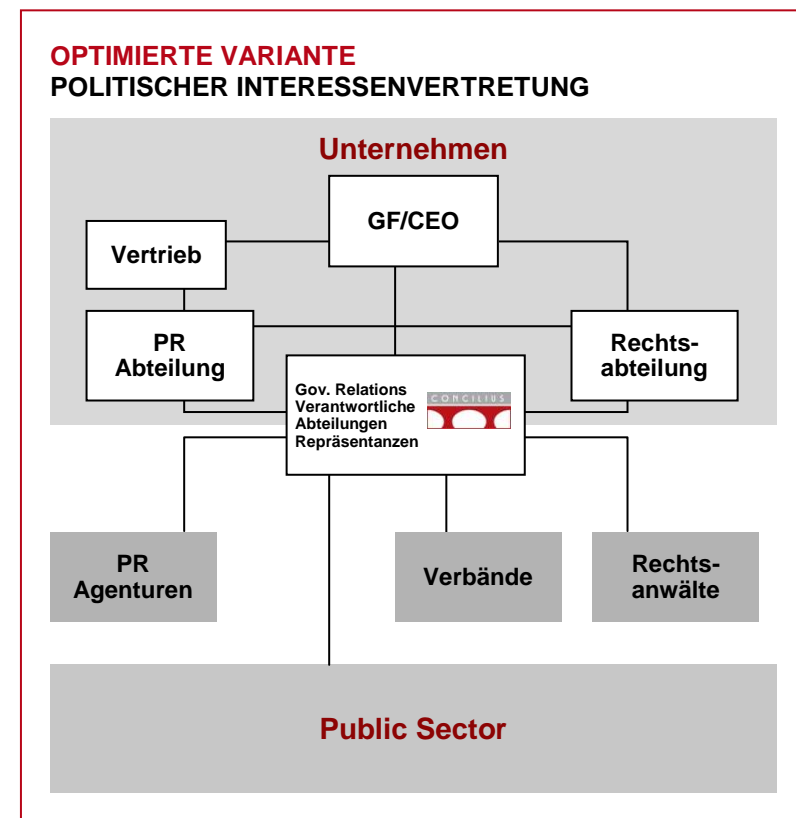 OPTIMIERTE VARIANTE
POLITISCHER INTERESSENVERTRETUNG
Unternehmen
GF/CEO
Vertrieb
PR
Abteilung
Rechts-
abteilung
Gov. Relations
Verantwortliche
Abteilungen
Repräsentanzen
CONCILIUS
PR
Agenturen
Verbände
Rechts-
anwälte
Public Sector